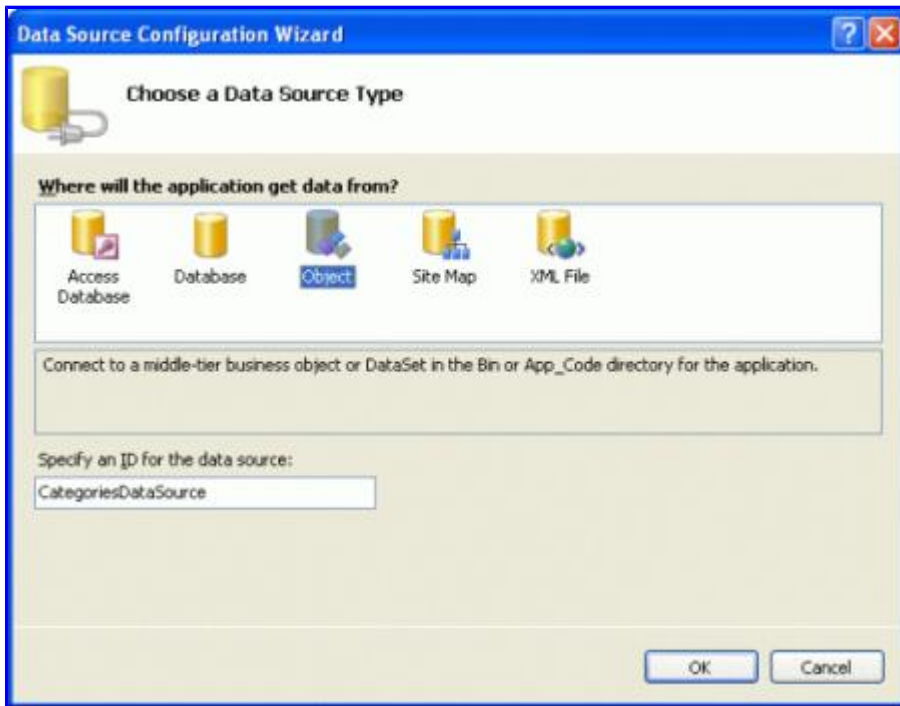 Data Source Configuration Wizard
Choose a Data Source Type
Where will the application get data from?
Access Database
Database
Object
Site Map
XML File
Connect to a middle-tier business object or DataSet in the Bin or App_Code directory for the application.
Specify an ID for the data source:
CategoriesDataSource
OK
Cancel